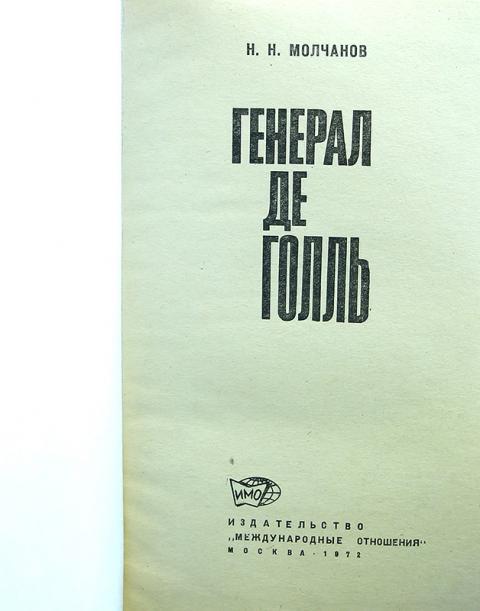 Н. Н. МОЛЧАНОВ
ГЕНЕРАЛ
ДЕ
ГОЛЛЬ
ИМО
ИЗДАТЕЛЬСТВО
„МЕЖДУНАРОДНЫЕ ОТНОШЕНИЯ“
МОСКВА · 1972